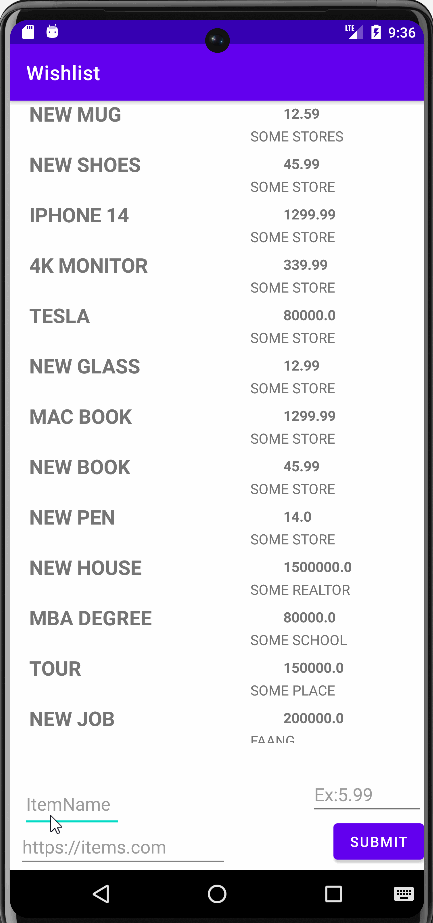 LTE 9:36
Wishlist
NEW MUG 12.59
SOME STORES
NEW SHOES 45.99
SOME STORE
IPHONE 14 1299.99
SOME STORE
4K MONITOR 339.99
SOME STORE
TESLA 80000.0
SOME STORE
NEW GLASS 12.99
SOME STORE
MAC BOOK 1299.99
SOME STORE
NEW BOOK 45.99
SOME STORE
NEW PEN 14.0
SOME STORE
NEW HOUSE 1500000.0
SOME REALTOR
MBA DEGREE 80000.0
SOME SCHOOL
TOUR 150000.0
SOME PLACE
NEW JOB 200000.0
FAANG
ItemName Ex:5.99
https://items.com SUBMIT